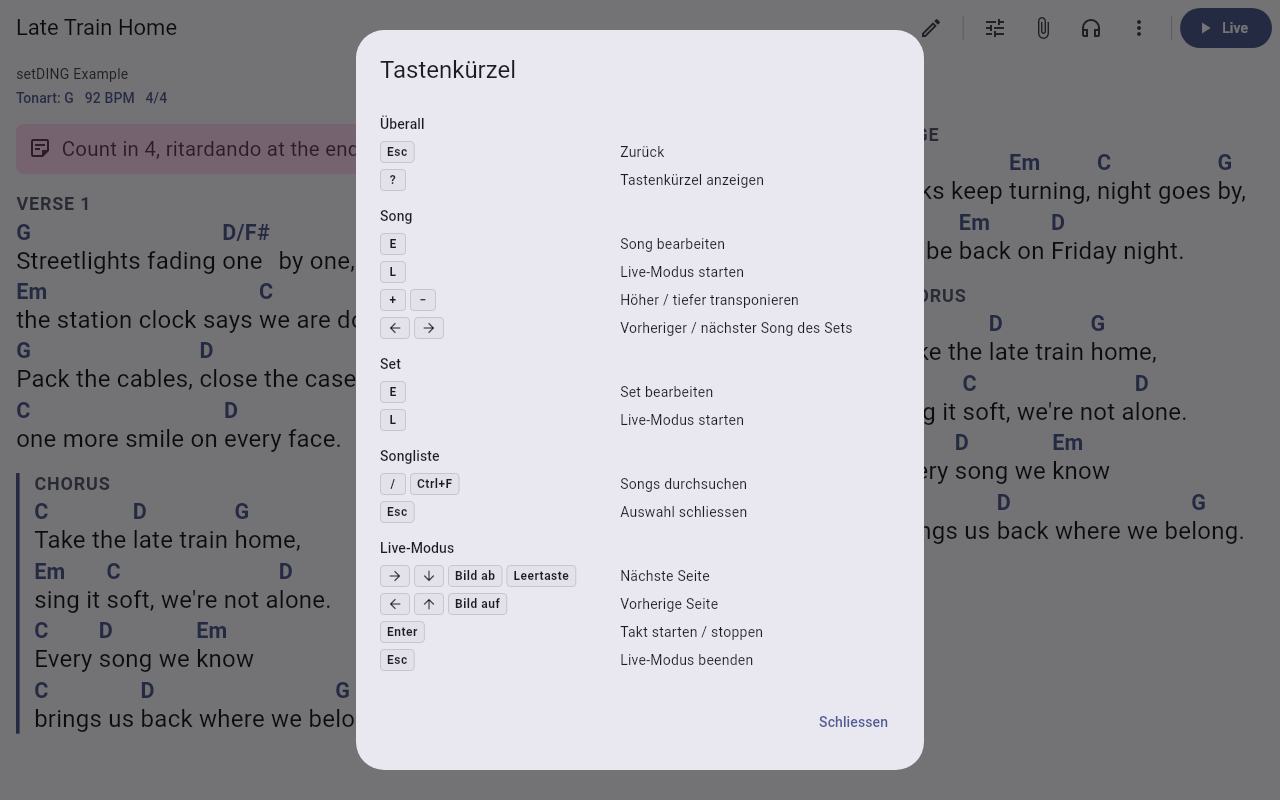 Late Train Home
Live
setDING Example
Tonart: G 92 BPM 4/4
Count in 4, ritardando at the end
VERSE 1
G D/F#
Streetlights fading one by one,
Em C
the station clock says we are
G D
Pack the cables, close the case
C D
one more smile on every face.
CHORUS
C D G
Take the late train home,
Em C D
sing it soft, we're not alone.
C D Em
Every song we know
C D G
brings us back where we
Tastenkürzel
Überall
Esc Zurück
? Tastenkürzel anzeigen
Song
E Song bearbeiten
L Live-Modus starten
+ − Höher / tiefer transponieren
← → Vorheriger / nächster Song des Sets
Set
E Set bearbeiten
L Live-Modus starten
Songliste
/ Ctrl+F Songs durchsuchen
Esc Auswahl schliessen
Live-Modus
→ ↓ Bild ab Leertaste Nächste Seite
← ↑ Bild auf Vorherige Seite
Enter Takt starten / stoppen
Esc Live-Modus beenden
Schliessen
Em C G
keep turning, night goes by,
Em D
be back on Friday night.
D G
the late train home,
C D
it soft, we're not alone.
D Em
song we know
D G
us back where we belong.